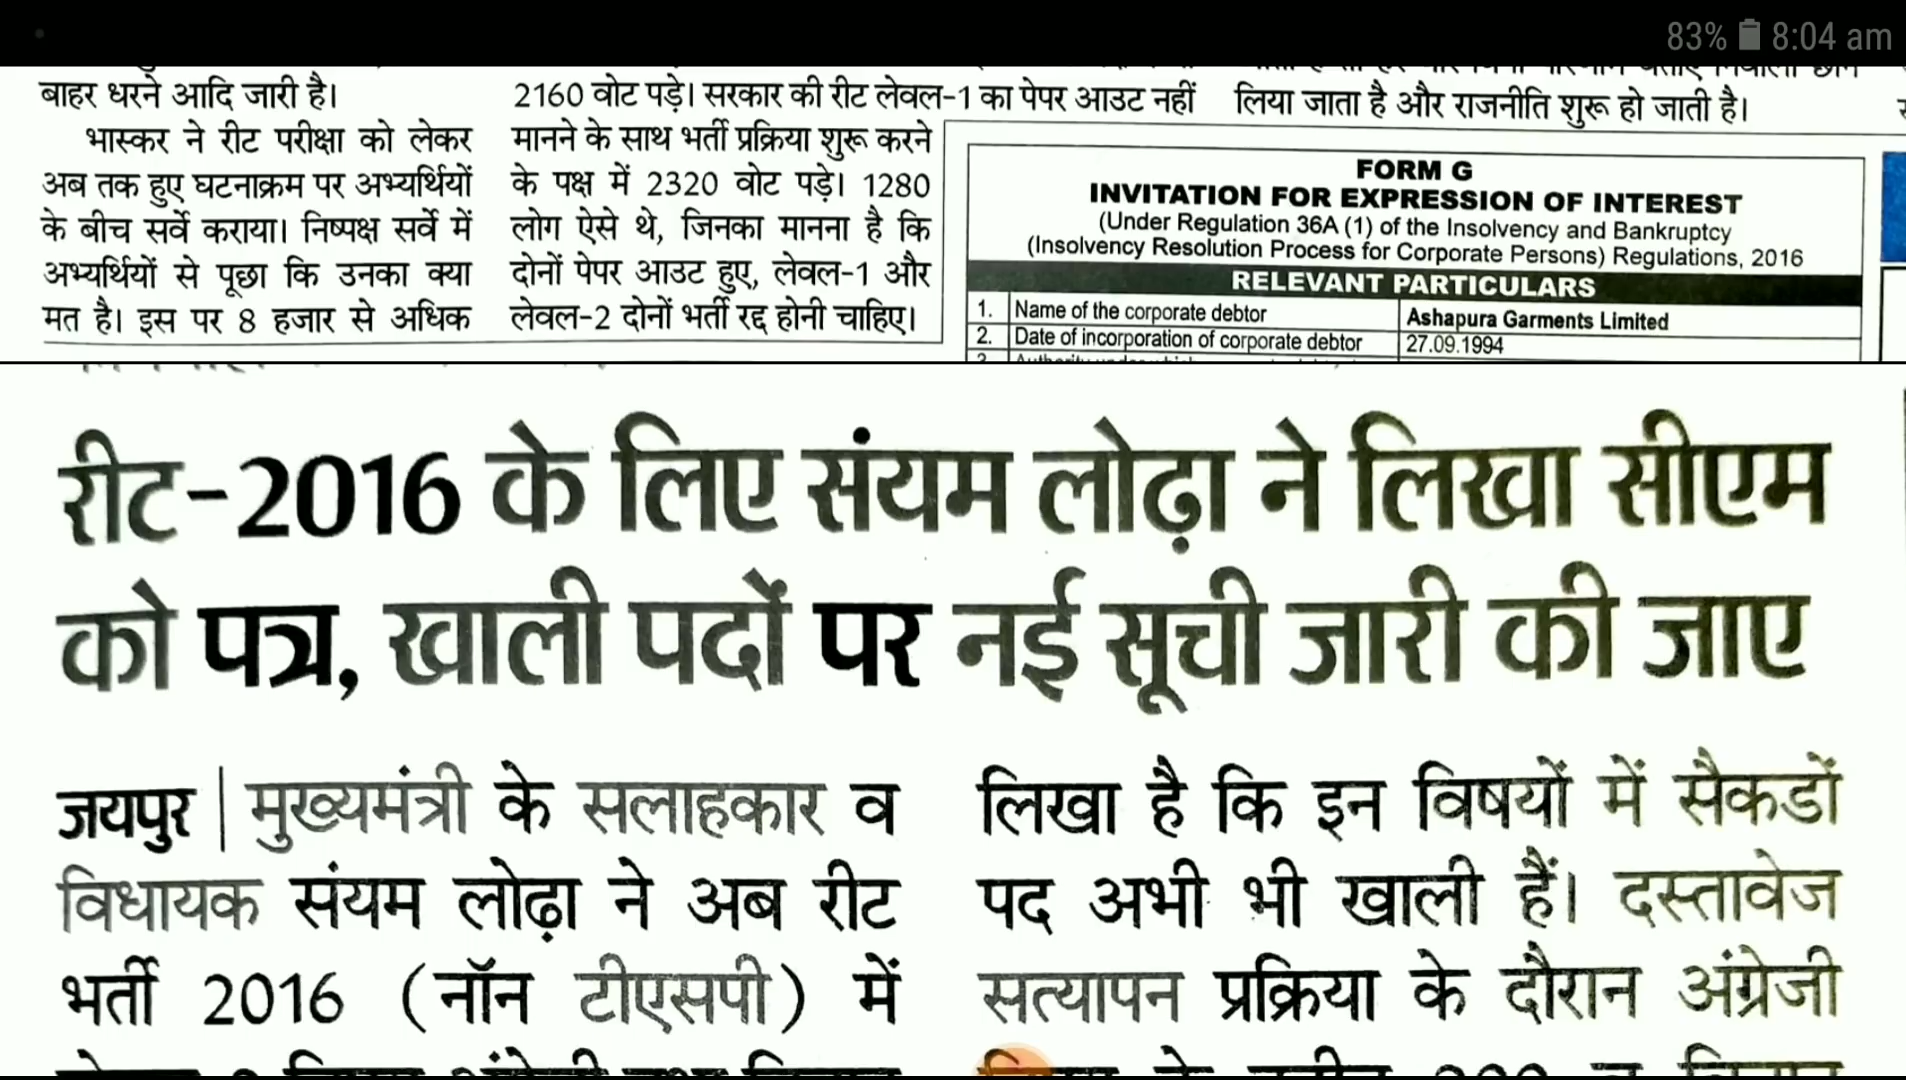 83% 8:04 am
बाहर धरने आदि जारी है।
भास्कर ने रीट परीक्षा को लेकर
अब तक हुए घटनाक्रम पर अभ्यर्थियों
के बीच सर्वे कराया। निष्पक्ष सर्वे में
अभ्यर्थियों से पूछा कि उनका क्या
मत है। इस पर 8 हजार से अधिक
2160 वोट पड़े। सरकार की रीट लेवल-1 का पेपर आउट नहीं
मानने के साथ भर्ती प्रक्रिया शुरू करने
के पक्ष में 2320 वोट पड़े। 1280
लोग ऐसे थे, जिनका मानना है कि
दोनों पेपर आउट हुए, लेवल-1 और
लेवल-2 दोनों भर्ती रद्द होनी चाहिए।
लिया जाता है और राजनीति शुरू हो जाती है।
FORM G
INVITATION FOR EXPRESSION OF INTEREST
(Under Regulation 36A (1) of the Insolvency and Bankruptcy
(Insolvency Resolution Process for Corporate Persons) Regulations, 2016
RELEVANT PARTICULARS
1. Name of the corporate debtor Ashapura Garments Limited
2. Date of incorporation of corporate debtor 27.09.1994
रीट-2016 के लिए संयम लोढ़ा ने लिखा सीएम
को पत्र, खाली पदों पर नई सूची जारी की जाए
जयपुर | मुख्यमंत्री के सलाहकार व
विधायक संयम लोढ़ा ने अब रीट
भर्ती 2016 (नॉन टीएसपी) में
लिखा है कि इन विषयों में सैकडों
पद अभी भी खाली हैं। दस्तावेज
सत्यापन प्रक्रिया के दौरान अंग्रेजी